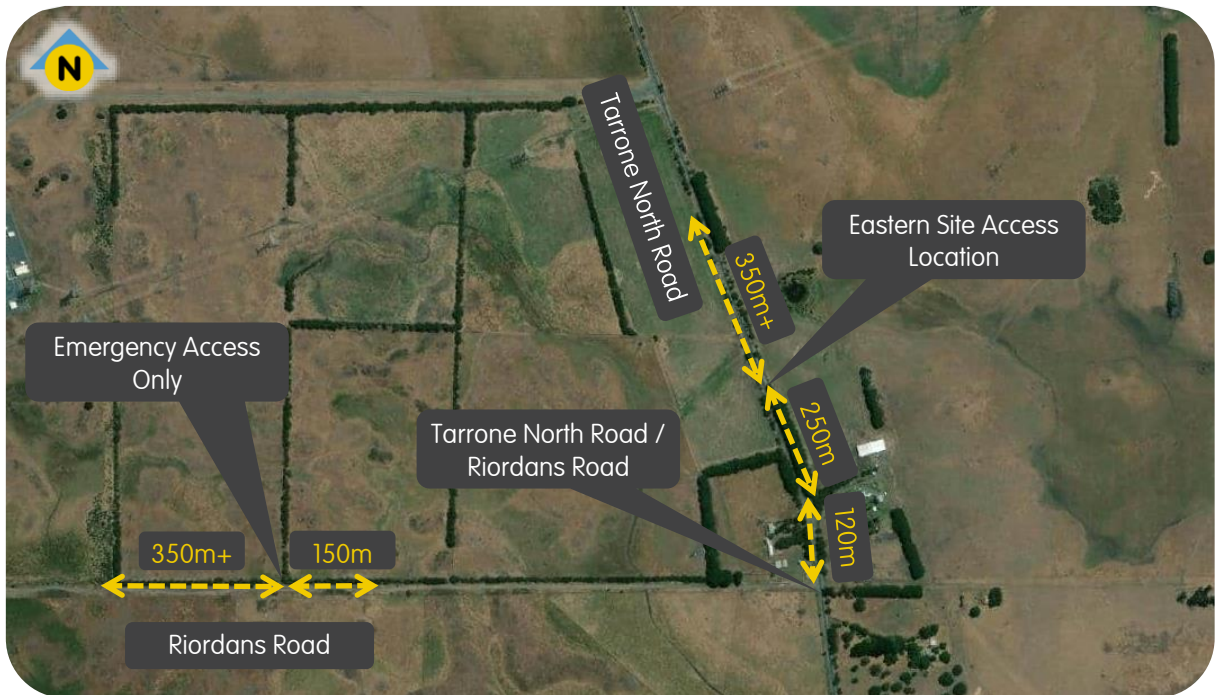 N
Tarrone North Road
Eastern Site Access
Location
350m+
Emergency Access
Only
250m
Tarrone North Road /
Riordans Road
120m
350m+
150m
Riordans Road